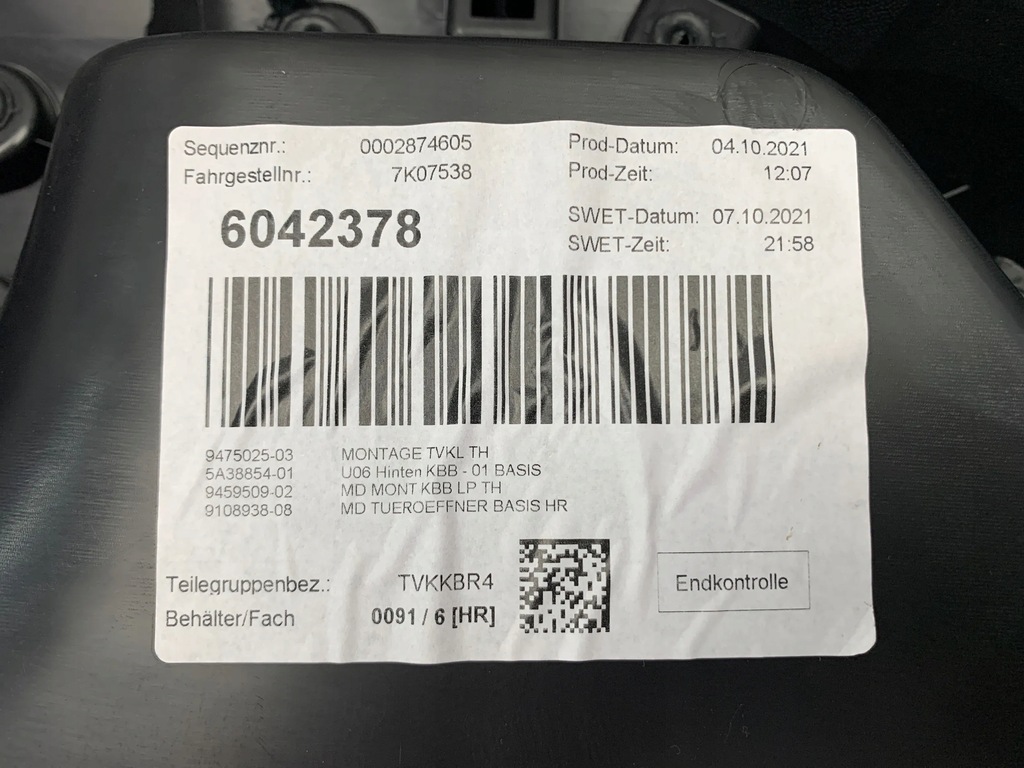 Sequenznr.: 0002874605 Prod-Datum: 04.10.2021
Fahrgestellnr.: 7K07538 Prod-Zeit: 12:07
6042378 SWET-Datum: 07.10.2021
SWET-Zeit: 21:58
9475025-03 MONTAGE TVKL TH
5A38854-01 U06 Hinten KBB - 01 BASIS
9459509-02 MD MONT KBB LP TH
9108938-08 MD TUEROEFFNER BASIS HR
Teilegruppenbez.: TVKKBR4
Endkontrolle
Behälter/Fach 0091 / 6 [HR]